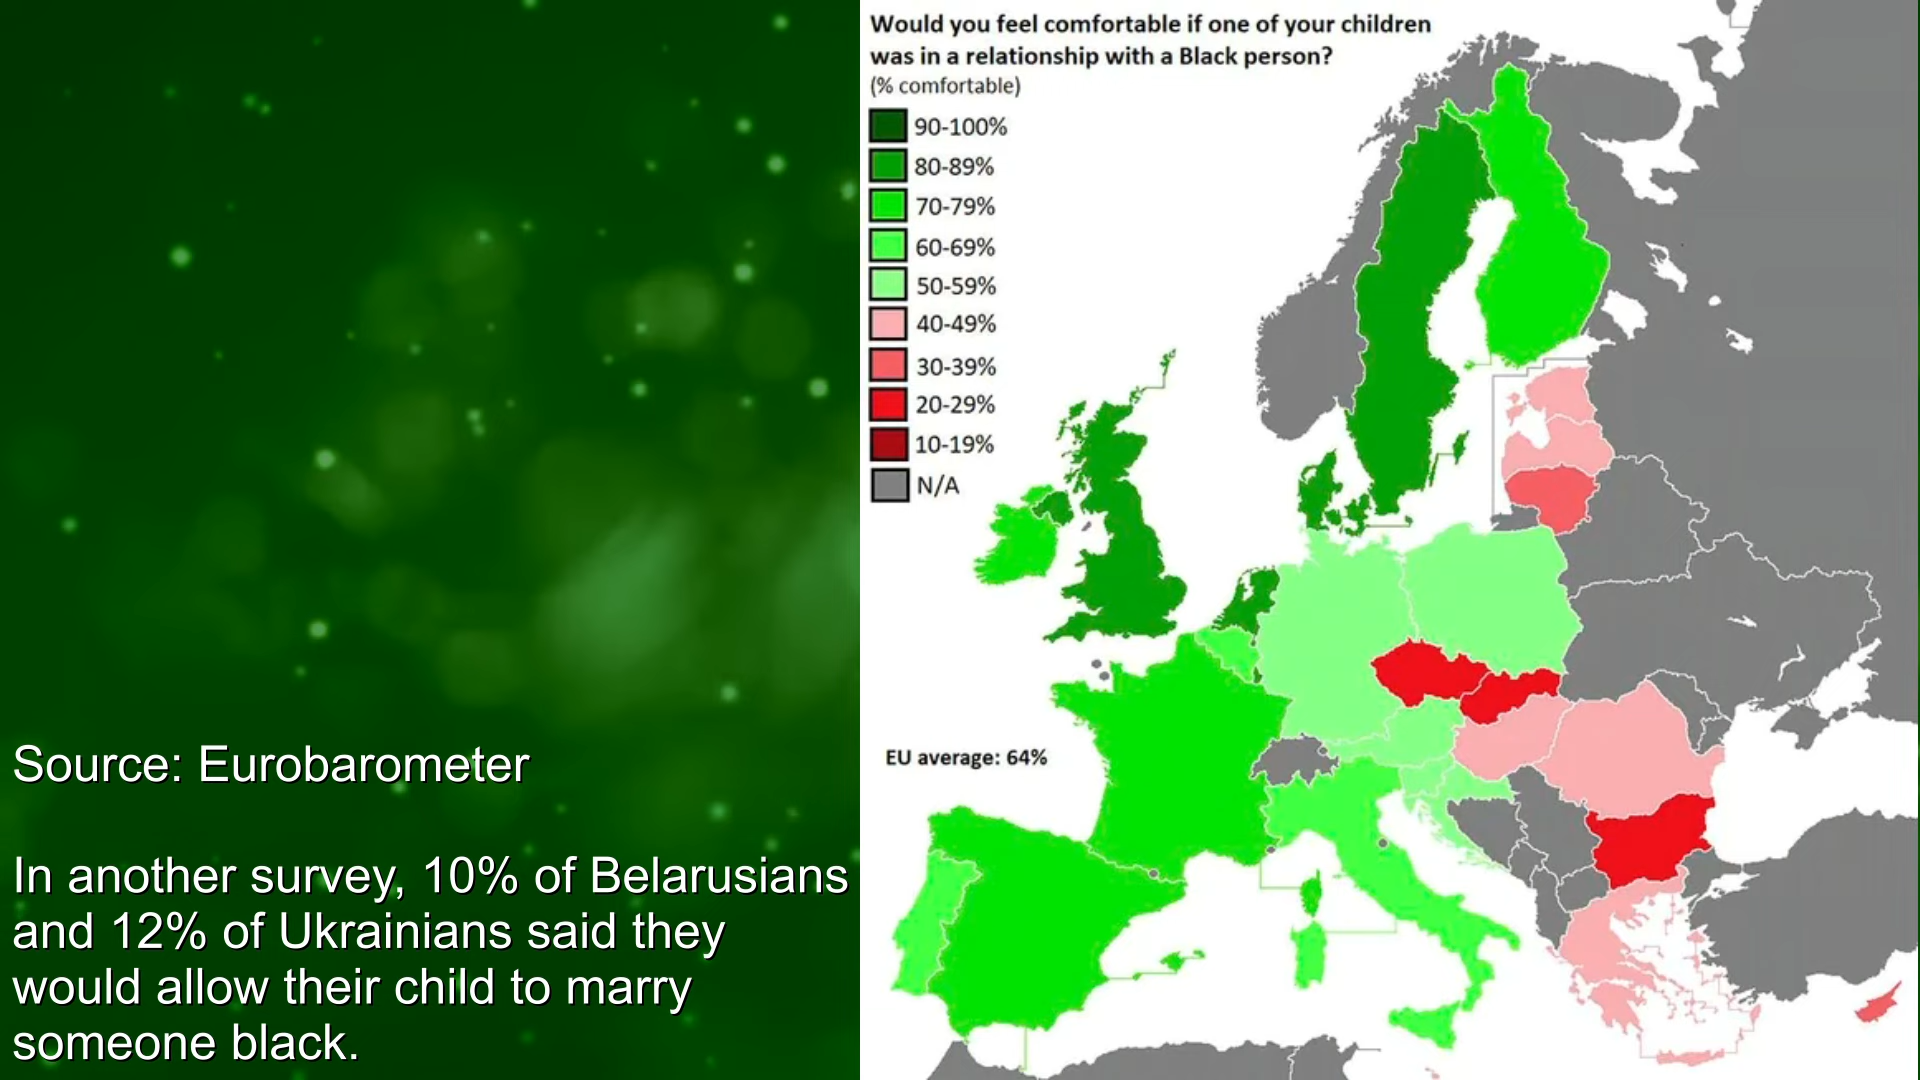 Would you feel comfortable if one of your children
was in a relationship with a Black person?
(% comfortable)
90-100%
80-89%
70-79%
60-69%
50-59%
40-49%
30-39%
20-29%
10-19%
N/A
EU average: 64%
Source: Eurobarometer
In another survey, 10% of Belarusians
and 12% of Ukrainians said they
would allow their child to marry
someone black.